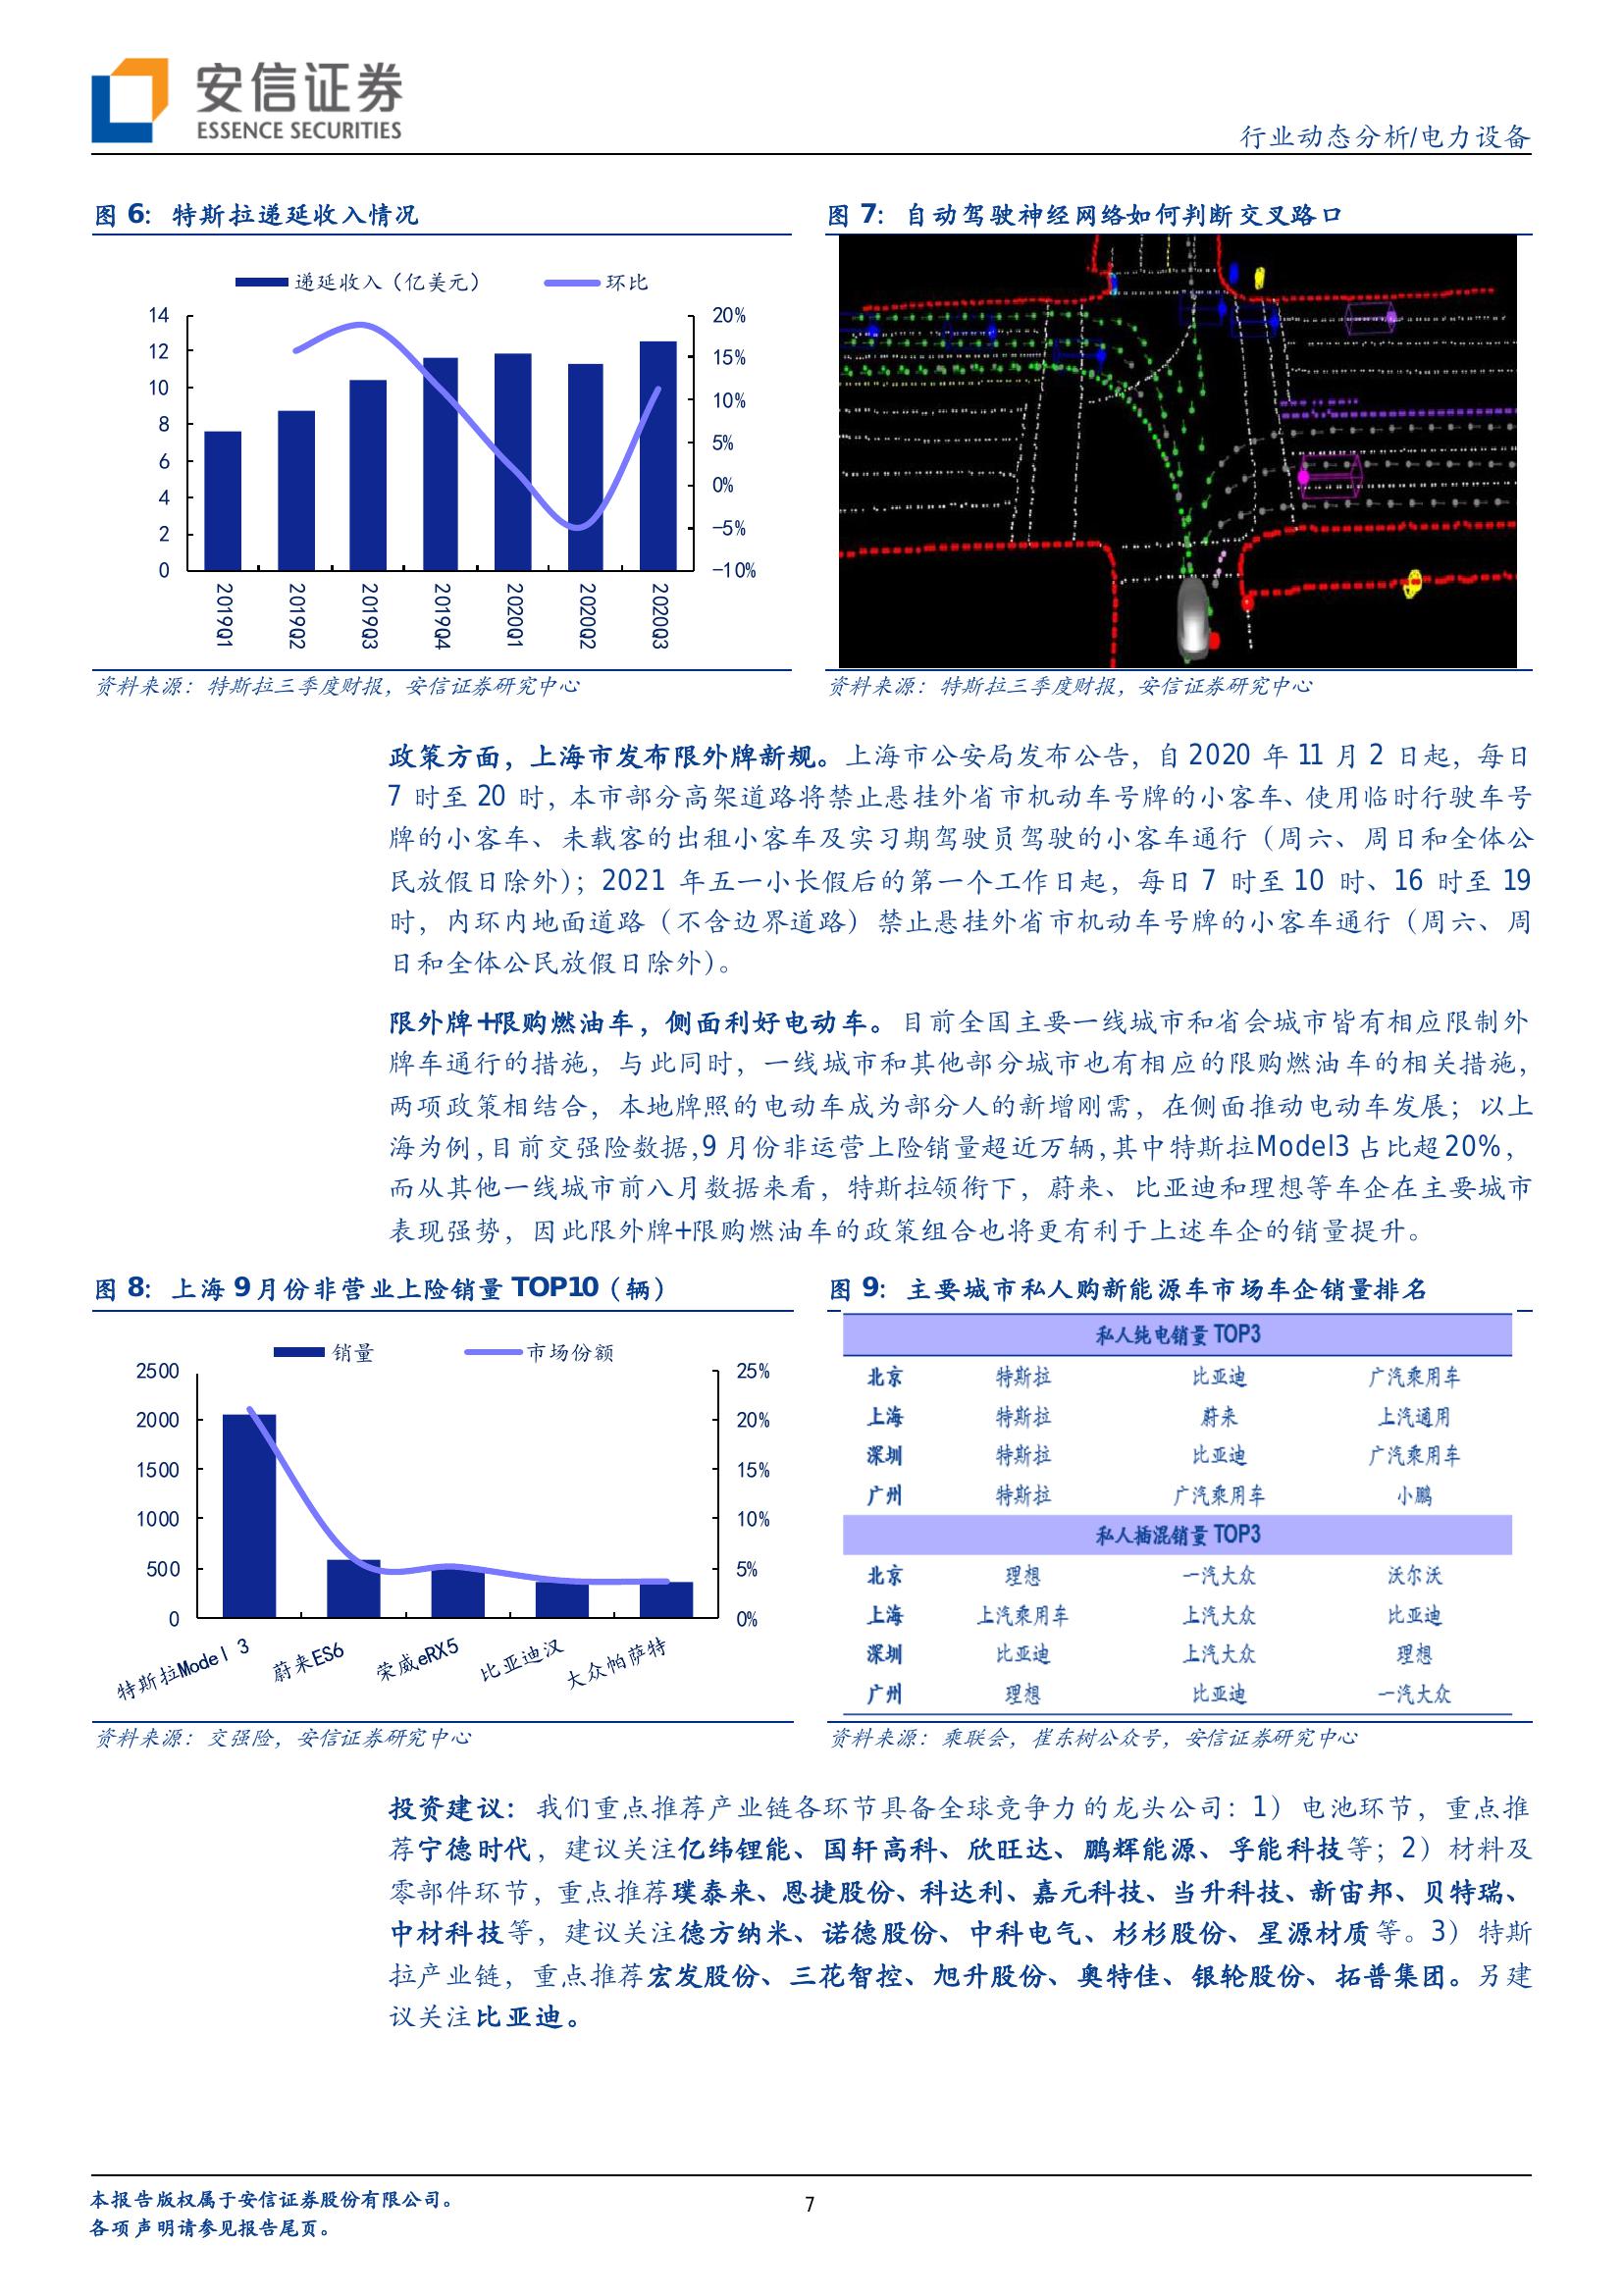 安信证券
ESSENCE SECURITIES
行业动态分析/电力设备
图 6：特斯拉递延收入情况
递延收入（亿美元）
环比
14
12
10
8
6
4
2
0
20%
15%
10%
5%
0%
-5%
-10%
2019Q1
2019Q2
2019Q3
2019Q4
2020Q1
2020Q2
2020Q3
资料来源：特斯拉三季度财报，安信证券研究中心
图 7：自动驾驶神经网络如何判断交叉路口
资料来源：特斯拉三季度财报，安信证券研究中心
政策方面，上海市发布限外牌新规。上海市公安局发布公告，自 2020 年 11 月 2 日起，每日
7 时至 20 时，本市部分高架道路将禁止悬挂外省市机动车号牌的小客车、使用临时行驶车号
牌的小客车、未载客的出租小客车及实习期驾驶员驾驶的小客车通行（周六、周日和全体公
民放假日除外）；2021 年五一小长假后的第一个工作日起，每日 7 时至 10 时、16 时至 19
时，内环内地面道路（不含边界道路）禁止悬挂外省市机动车号牌的小客车通行（周六、周
日和全体公民放假日除外）。
限外牌+限购燃油车，侧面利好电动车。目前全国主要一线城市和省会城市皆有相应限制外
牌车通行的措施，与此同时，一线城市和其他部分城市也有相应的限购燃油车的相关措施，
两项政策相结合，本地牌照的电动车成为部分人的新增刚需，在侧面推动电动车发展；以上
海为例，目前交强险数据，9 月份非运营上险销量超近万辆，其中特斯拉Model3 占比超 20%，
而从其他一线城市前八月数据来看，特斯拉领衔下，蔚来、比亚迪和理想等车企在主要城市
表现强势，因此限外牌+限购燃油车的政策组合也将更有利于上述车企的销量提升。
图 8：上海 9 月份非营业上险销量 TOP10（辆）
销量
市场份额
2500
2000
1500
1000
500
0
25%
20%
15%
10%
5%
0%
特斯拉Model 3
蔚来ES6
荣威eRX5
比亚迪汉
大众帕萨特
资料来源：交强险，安信证券研究中心
图 9：主要城市私人购新能源车市场车企销量排名
私人纯电销量 TOP3
北京 特斯拉 比亚迪 广汽乘用车
上海 特斯拉 蔚来 上汽通用
深圳 特斯拉 比亚迪 广汽乘用车
广州 特斯拉 广汽乘用车 小鹏
私人插混销量 TOP3
北京 理想 一汽大众 沃尔沃
上海 上汽乘用车 上汽大众 比亚迪
深圳 比亚迪 上汽大众 理想
广州 理想 比亚迪 一汽大众
资料来源：乘联会，崔东树公众号，安信证券研究中心
投资建议：我们重点推荐产业链各环节具备全球竞争力的龙头公司：1）电池环节，重点推
荐宁德时代，建议关注亿纬锂能、国轩高科、欣旺达、鹏辉能源、孚能科技等；2）材料及
零部件环节，重点推荐璞泰来、恩捷股份、科达利、嘉元科技、当升科技、新宙邦、贝特瑞、
中材科技等，建议关注德方纳米、诺德股份、中科电气、杉杉股份、星源材质等。3）特斯
拉产业链，重点推荐宏发股份、三花智控、旭升股份、奥特佳、银轮股份、拓普集团。另建
议关注比亚迪。
本报告版权属于安信证券股份有限公司。
各项声明请参见报告尾页。
7